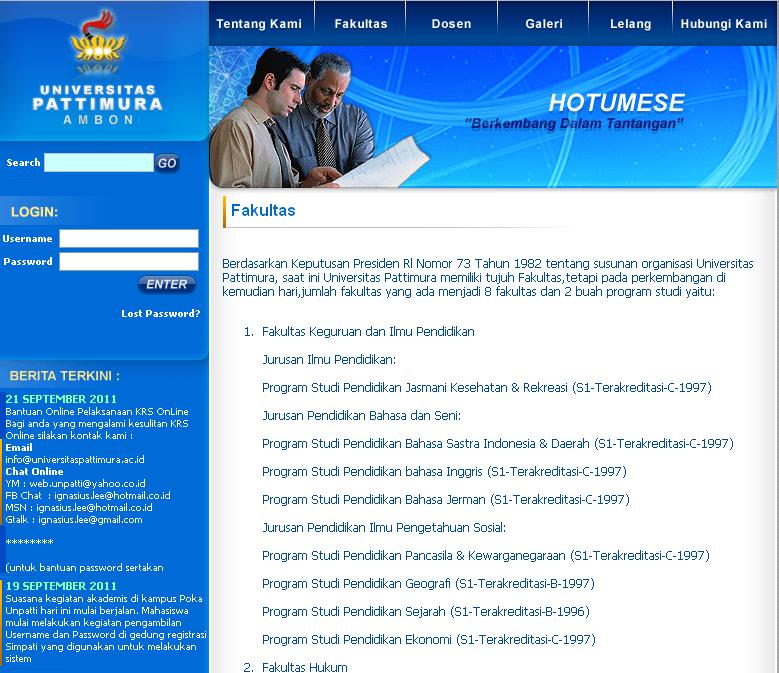 UNIVERSITAS
PATTIMURA
AMBON
Tentang Kami
Fakultas
Dosen
Galeri
Lelang
Hubungi Kami
HOTUMESE
"Berkembang Dalam Tantangan"
Search
GO
LOGIN:
Username
Password
ENTER
Lost Password?
BERITA TERKINI :
21 SEPTEMBER 2011
Bantuan Online Pelaksanaan KRS OnLine
Bagi anda yang mengalami kesulitan KRS
Online silakan kontak kami :
Email
info@universitaspattimura.ac.id
Chat Online
YM : web.unpatti@yahoo.co.id
FB Chat : ignasius.lee@hotmail.co.id
MSN : ignasius.lee@hotmail.co.id
Gtalk : ignasius.lee@gmail.com
********
(untuk bantuan password sertakan
19 SEPTEMBER 2011
Suasana kegiatan akademis di kampus Poka
Unpatti hari ini mulai berjalan. Mahasiswa
mulai melakukan kegiatan pengambilan
Username dan Password di gedung registrasi
Simpati yang digunakan untuk melakukan
sistem
Fakultas
Berdasarkan Keputusan Presiden RI Nomor 73 Tahun 1982 tentang susunan organisasi Universitas
Pattimura, saat ini Universitas Pattimura memiliki tujuh Fakultas,tetapi pada perkembangan di
kemudian hari,jumlah fakultas yang ada menjadi 8 fakultas dan 2 buah program studi yaitu:
1. Fakultas Keguruan dan Ilmu Pendidikan
Jurusan Ilmu Pendidikan:
Program Studi Pendidikan Jasmani Kesehatan & Rekreasi (S1-Terakreditasi-C-1997)
Jurusan Pendidikan Bahasa dan Seni:
Program Studi Pendidikan Bahasa Sastra Indonesia & Daerah (S1-Terakreditasi-C-1997)
Program Studi Pendidikan bahasa Inggris (S1-Terakreditasi-C-1997)
Program Studi Pendidikan Bahasa Jerman (S1-Terakreditasi-C-1997)
Jurusan Pendidikan Ilmu Pengetahuan Sosial:
Program Studi Pendidikan Pancasila & Kewarganegaraan (S1-Terakreditasi-C-1997)
Program Studi Pendidikan Geografi (S1-Terakreditasi-B-1997)
Program Studi Pendidikan Sejarah (S1-Terakreditasi-B-1996)
Program Studi Pendidikan Ekonomi (S1-Terakreditasi-C-1997)
2. Fakultas Hukum